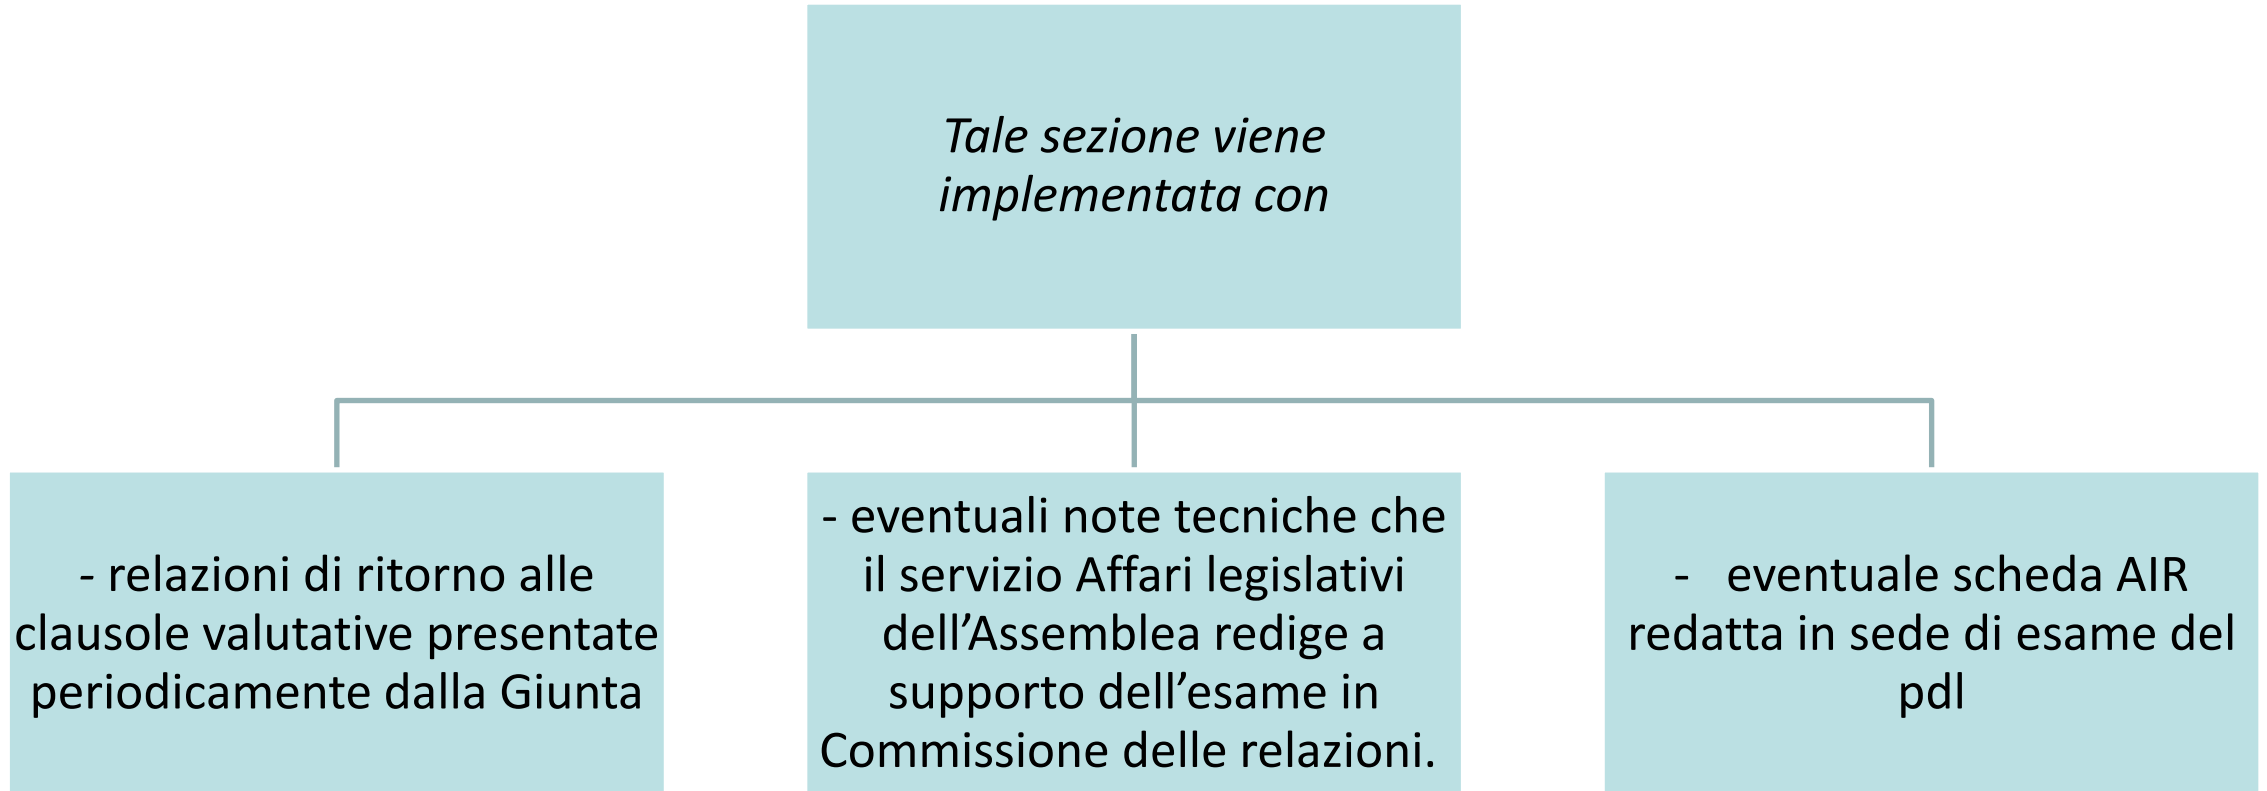 Tale sezione viene
implementata con
- relazioni di ritorno alle
clausole valutative presentate
periodicamente dalla Giunta
- eventuali note tecniche che
il servizio Affari legislativi
dell’Assemblea redige a
supporto dell’esame in
Commissione delle relazioni.
- eventuale scheda AIR
redatta in sede di esame del
pdl